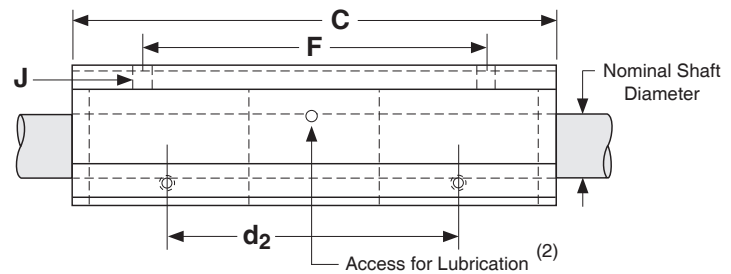 C
F
J
Nominal Shaft
Diameter
d2
Access for Lubrication (2)